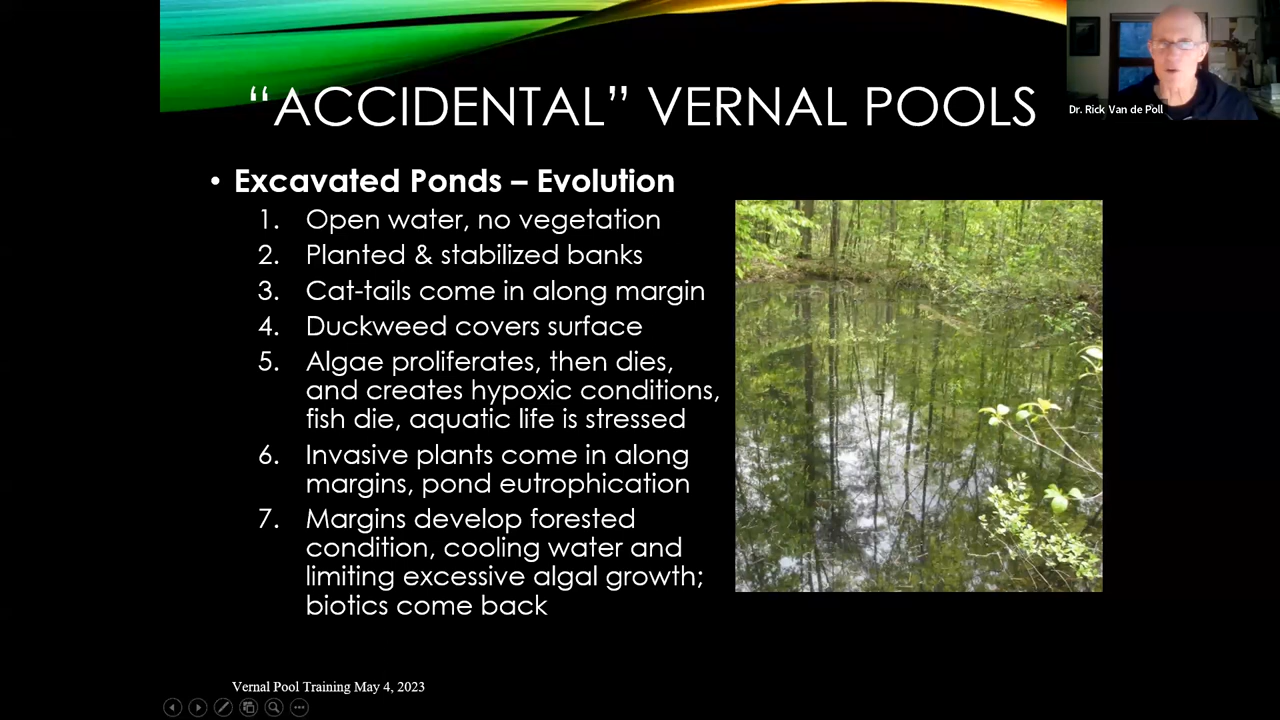 “ACCIDENTAL” VERNAL POOLS
Dr. Rick Van de Poll
• Excavated Ponds – Evolution
1. Open water, no vegetation
2. Planted & stabilized banks
3. Cat-tails come in along margin
4. Duckweed covers surface
5. Algae proliferates, then dies,
and creates hypoxic conditions,
fish die, aquatic life is stressed
6. Invasive plants come in along
margins, pond eutrophication
7. Margins develop forested
condition, cooling water and
limiting excessive algal growth;
biotics come back
Vernal Pool Training May 4, 2023